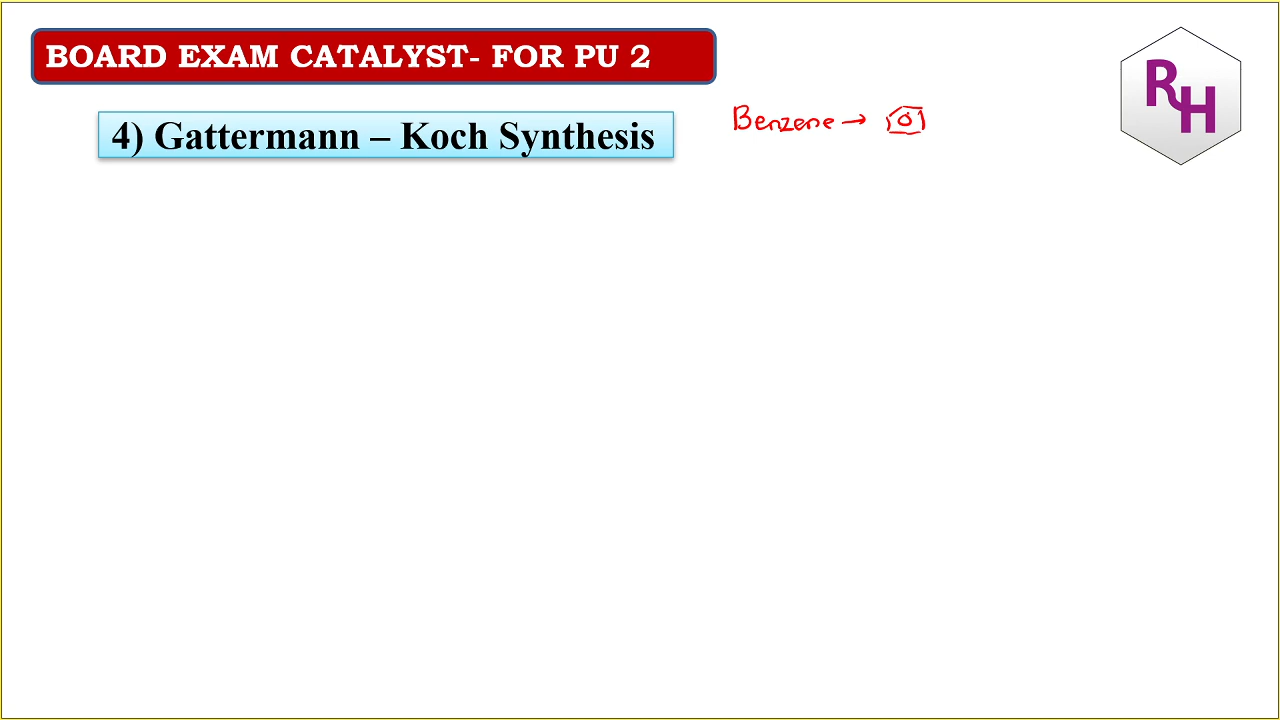 BOARD EXAM CATALYST- FOR PU 2
4) Gattermann – Koch Synthesis
Benzene →
RH